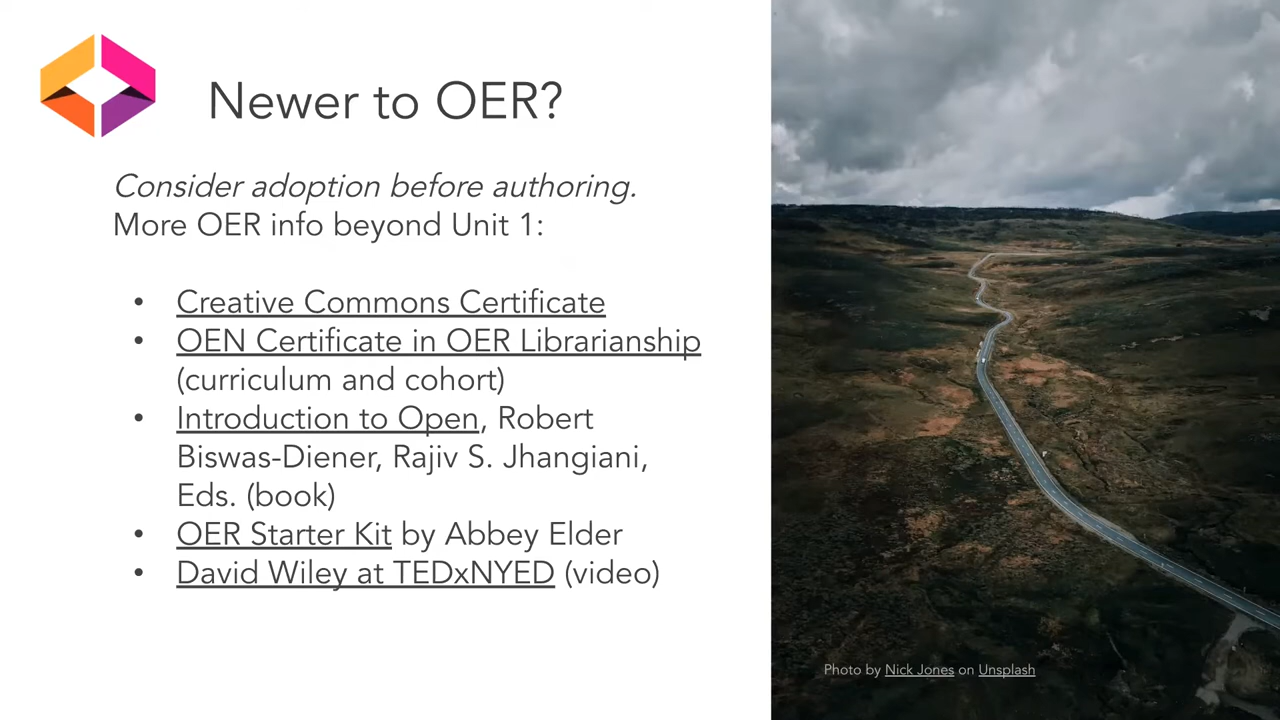 Newer to OER?
Consider adoption before authoring.
More OER info beyond Unit 1:
• Creative Commons Certificate
• OEN Certificate in OER Librarianship
(curriculum and cohort)
• Introduction to Open, Robert
Biswas-Diener, Rajiv S. Jhangiani,
Eds. (book)
• OER Starter Kit by Abbey Elder
• David Wiley at TEDxNYED (video)
Photo by Nick Jones on Unsplash